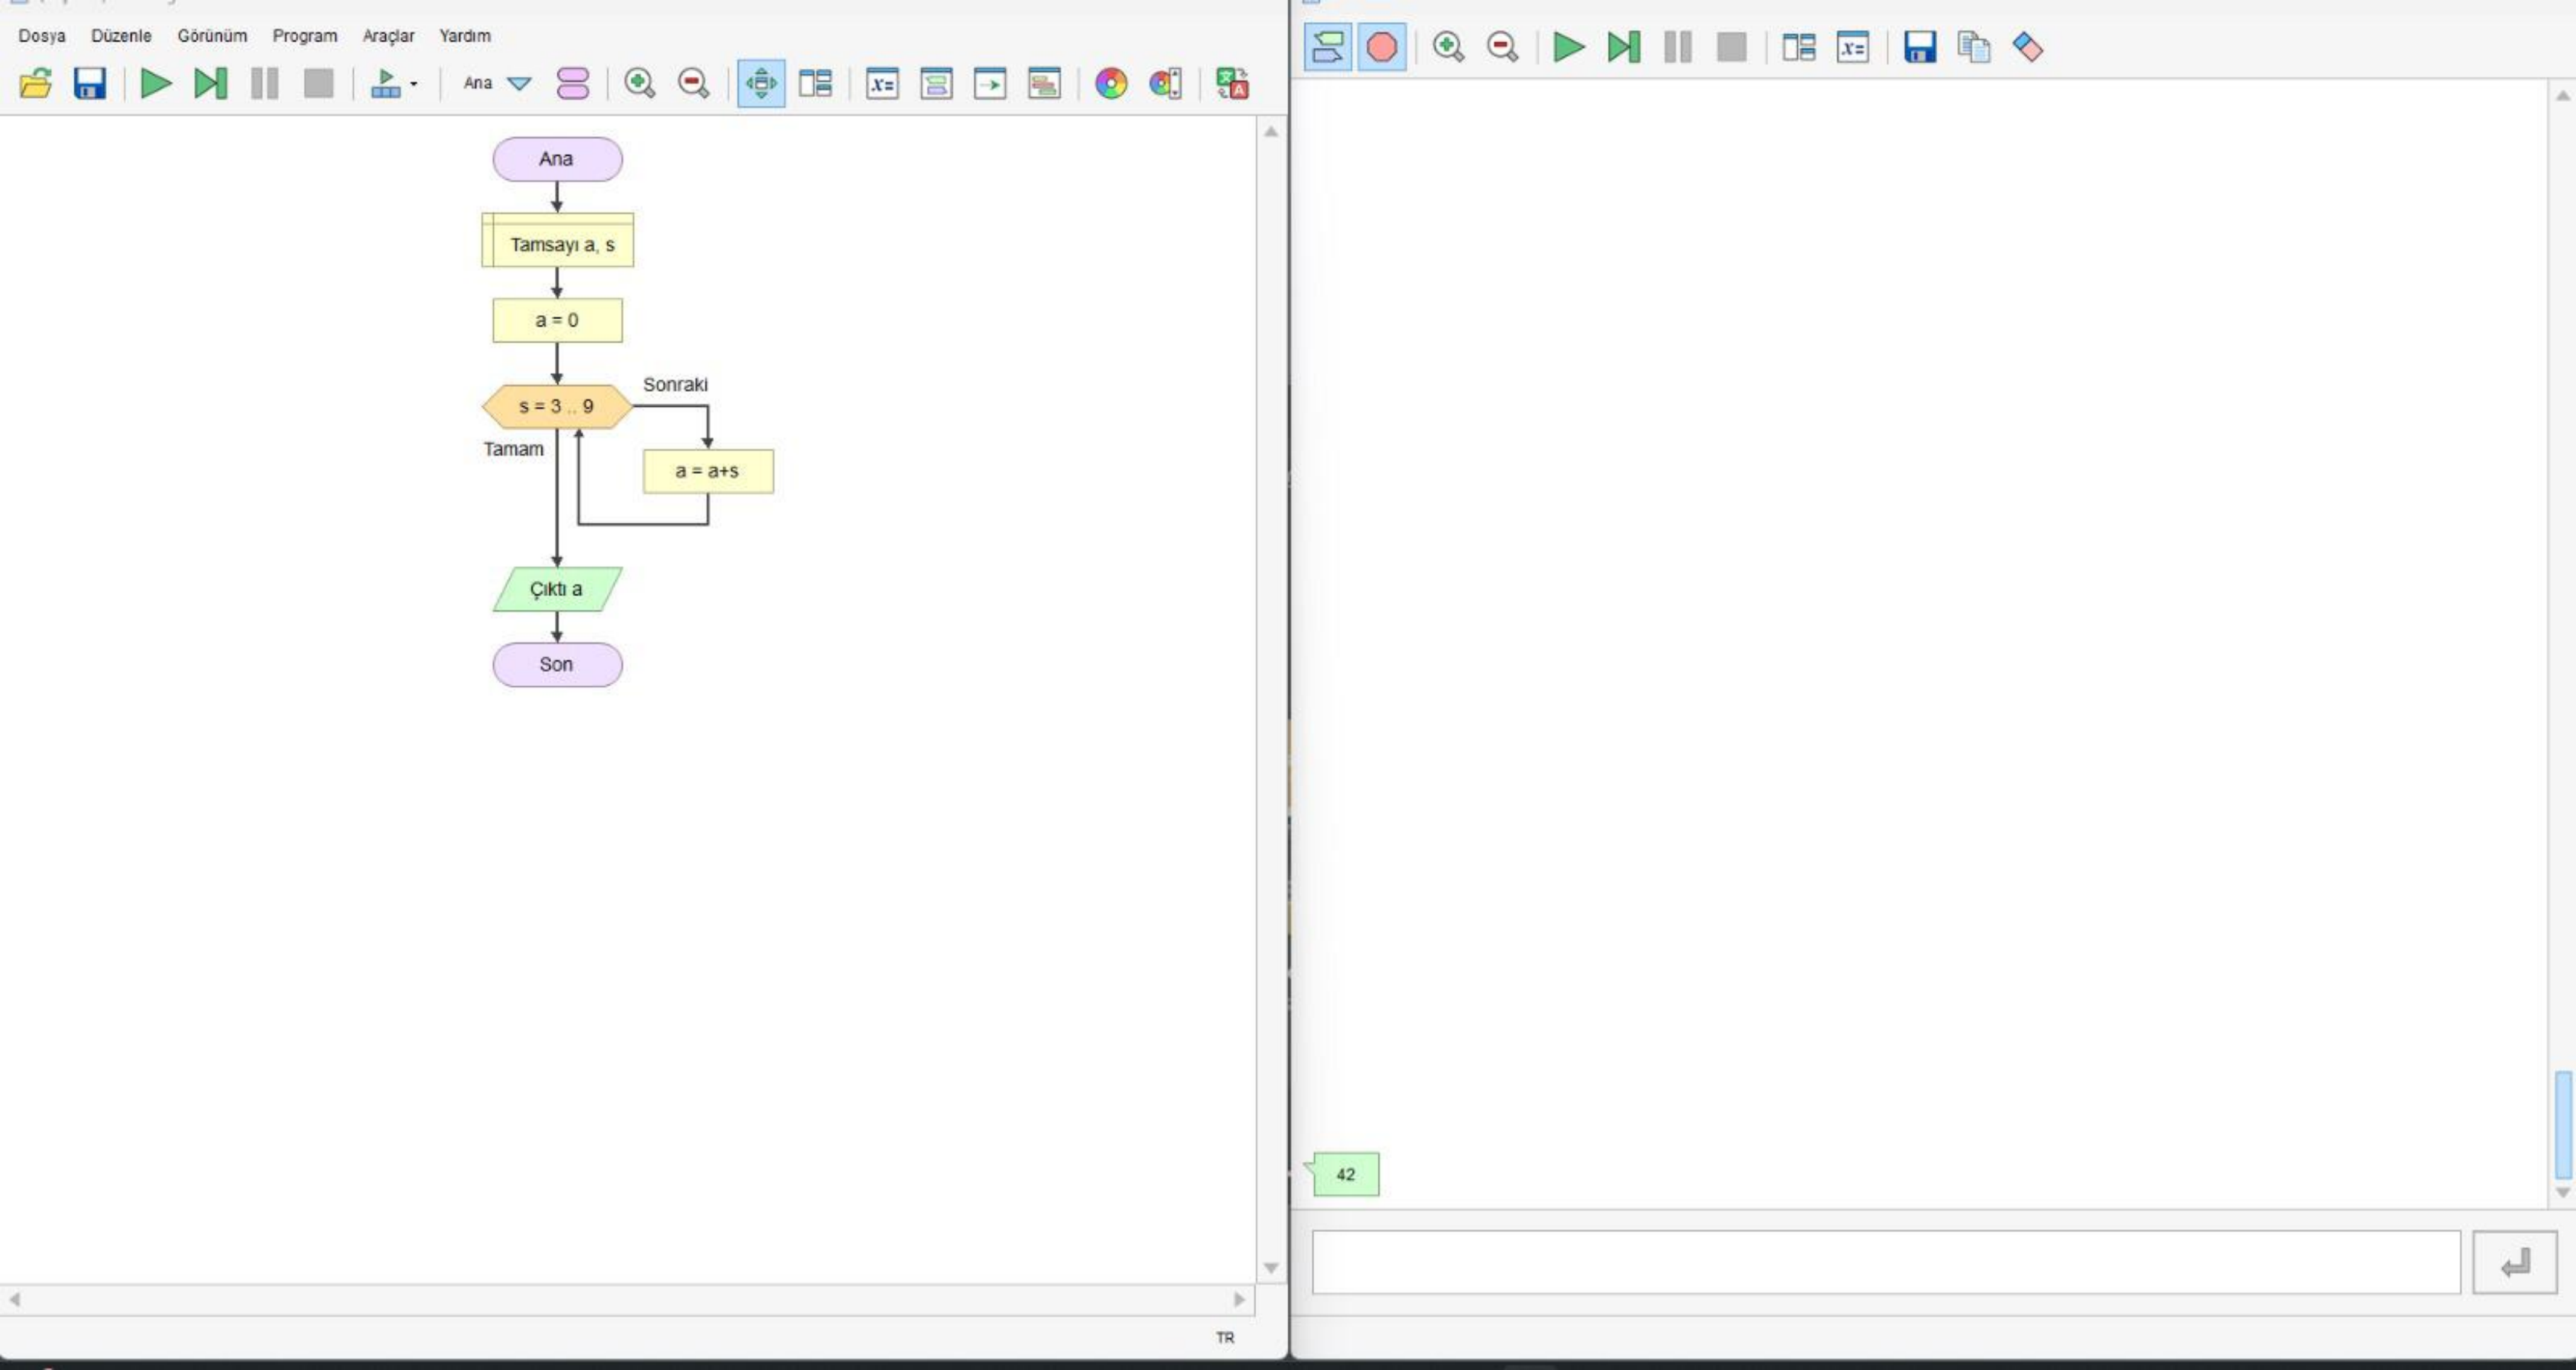 Dosya Düzenle Görünüm Program Araçlar Yardım
Ana
x=
x=
Ana
Tamsayı a, s
a = 0
Sonraki
s = 3 .. 9
Tamam
a = a+s
Çıktı a
Son
42
TR